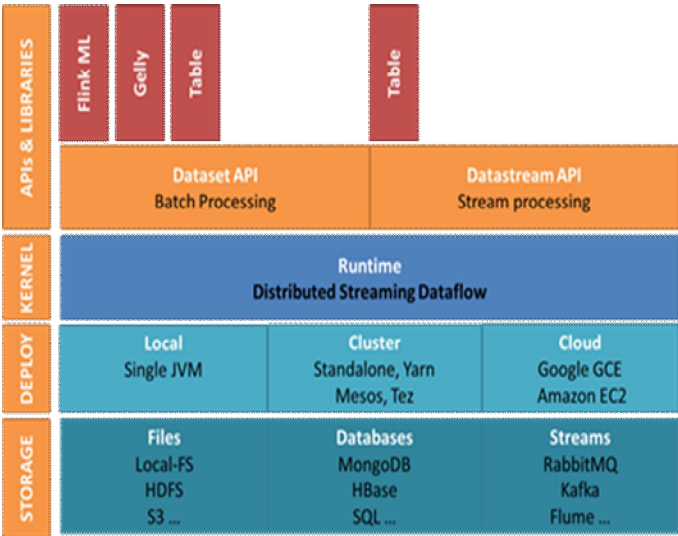 APIs & LIBRARIES
Flink ML
Gelly
Table
Table
Dataset API
Batch Processing
Datastream API
Stream processing
KERNEL
Runtime
Distributed Streaming Dataflow
DEPLOY
Local
Single JVM
Cluster
Standalone, Yarn
Mesos, Tez
Cloud
Google GCE
Amazon EC2
STORAGE
Files
Local-FS
HDFS
S3 ...
Databases
MongoDB
HBase
SQL ...
Streams
RabbitMQ
Kafka
Flume ...